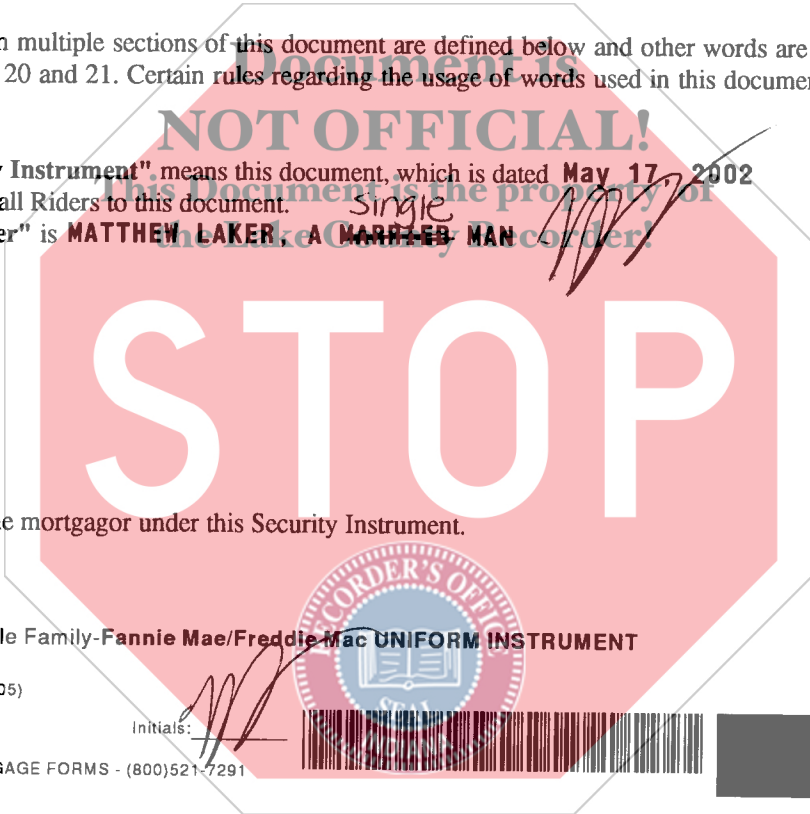 n multiple sections of this document are defined below and other words are
20 and 21. Certain rules regarding the usage of words used in this documen
Document is
NOT OFFICIAL!
y Instrument" means this document, which is dated May 17, 2002
This Document is the property of
all Riders to this document.
single
er" is MATTHEW LAKER, A MARRIED MAN
the Lake County Recorder!
STOP
e mortgagor under this Security Instrument.
RECORDER'S OFFICE
le Family-Fannie Mae/Freddie Mac UNIFORM INSTRUMENT
05)
SEAL
Initials:
INDIANA
GAGE FORMS - (800)521-7291